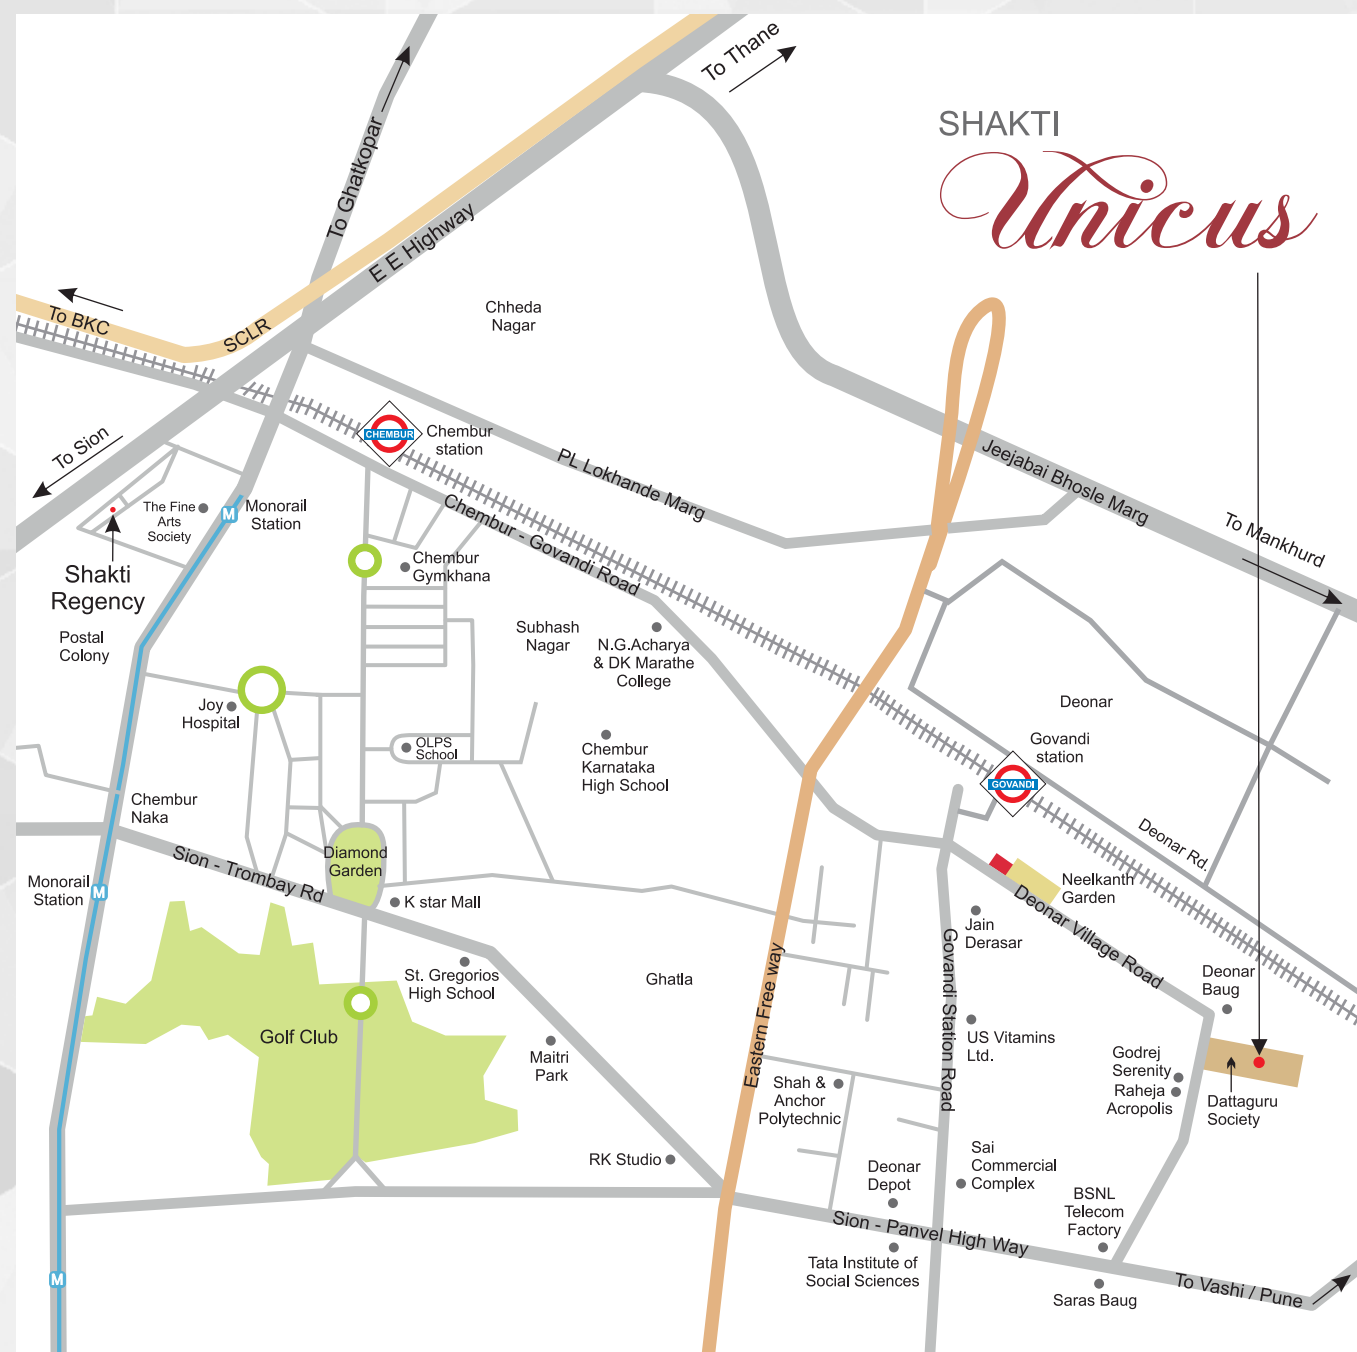 To Thane
SHAKTI
Unicus
To Ghatkopar
E E Highway
To BKC
SCLR
Chheda
Nagar
To Sion
CHEMBUR
Chembur
station
PL Lokhande Marg
Jeejabai Bhosle Marg
To Mankhurd
The Fine
Arts
Society
M
Monorail
Station
Chembur - Govandi Road
Chembur
Gymkhana
Shakti
Regency
Postal
Colony
Subhash
Nagar
N.G.Acharya
& DK Marathe
College
Joy
Hospital
OLPS
School
Chembur
Karnataka
High School
Deonar
Govandi
station
GOVANDI
Chembur
Naka
Deonar Rd.
Sion - Trombay Rd
Diamond
Garden
Monorail
Station
M
K star Mall
Neelkanth
Garden
Deonar Village Road
Jain
Derasar
Govandi Station Road
St. Gregorios
High School
Ghatla
Eastern Free way
Deonar
Baug
Golf Club
Maitri
Park
US Vitamins
Ltd.
Godrej
Serenity
Raheja
Acropolis
Shah &
Anchor
Polytechnic
Dattaguru
Society
RK Studio
Deonar
Depot
Sai
Commercial
Complex
BSNL
Telecom
Factory
Sion - Panvel High Way
M
Tata Institute of
Social Sciences
Saras Baug
To Vashi / Pune